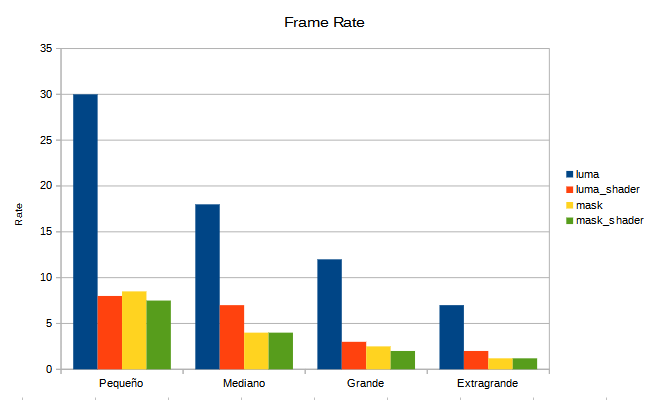 Frame Rate
35
30
25
20
15
10
5
0
Rate
Pequeño Mediano Grande Extragrande
luma
luma_shader
mask
mask_shader